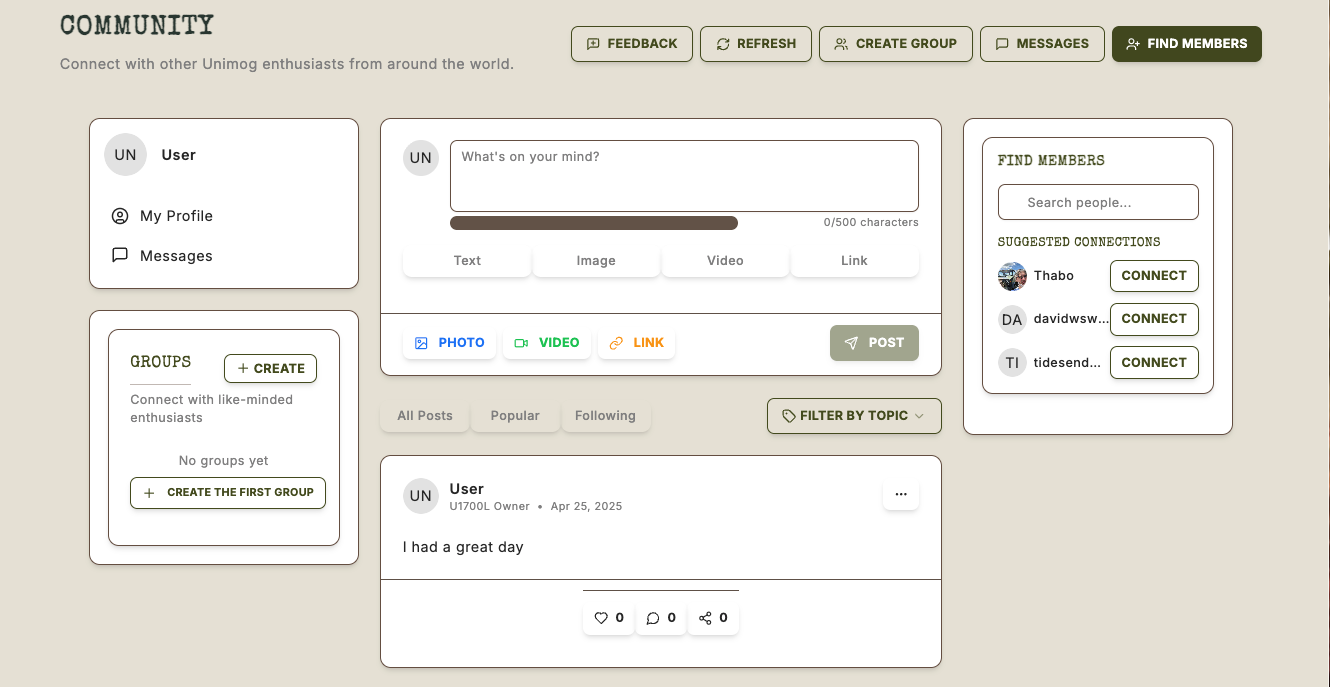 COMMUNITY
Connect with other Unimog enthusiasts from around the world.
FEEDBACK
REFRESH
CREATE GROUP
MESSAGES
FIND MEMBERS
UN
User
My Profile
Messages
GROUPS
CREATE
Connect with like-minded
enthusiasts
No groups yet
CREATE THE FIRST GROUP
UN
What's on your mind?
0/500 characters
Text
Image
Video
Link
PHOTO
VIDEO
LINK
POST
All Posts
Popular
Following
FILTER BY TOPIC
UN
User
U1700L Owner • Apr 25, 2025
...
I had a great day
0
0
0
FIND MEMBERS
Search people...
SUGGESTED CONNECTIONS
Thabo
CONNECT
DA
davidwsw...
CONNECT
TI
tidesend...
CONNECT